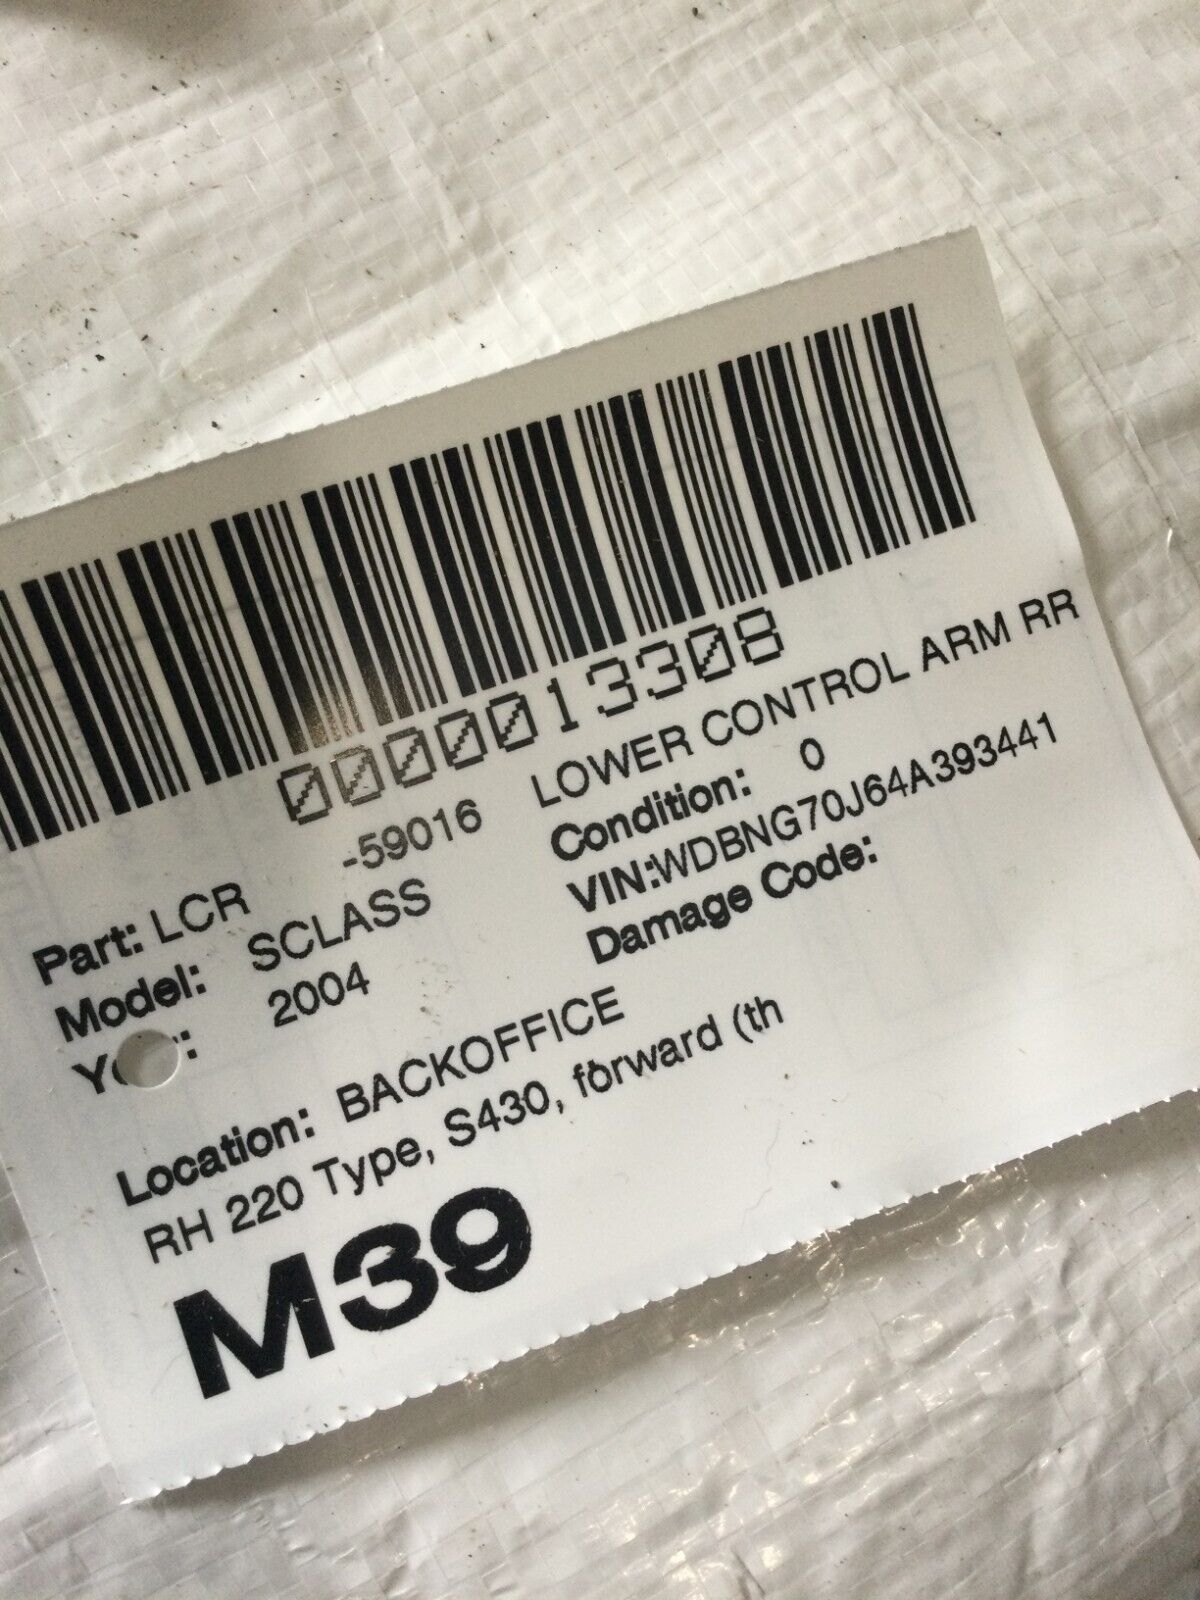 0000013308
Part: LCR -59016 LOWER CONTROL ARM RR
Model: SCLASS Condition: 0
2004 VIN:WDBNG70J64A393441
Damage Code:
Location: BACKOFFICE
RH 220 Type, S430, forward (th
M39